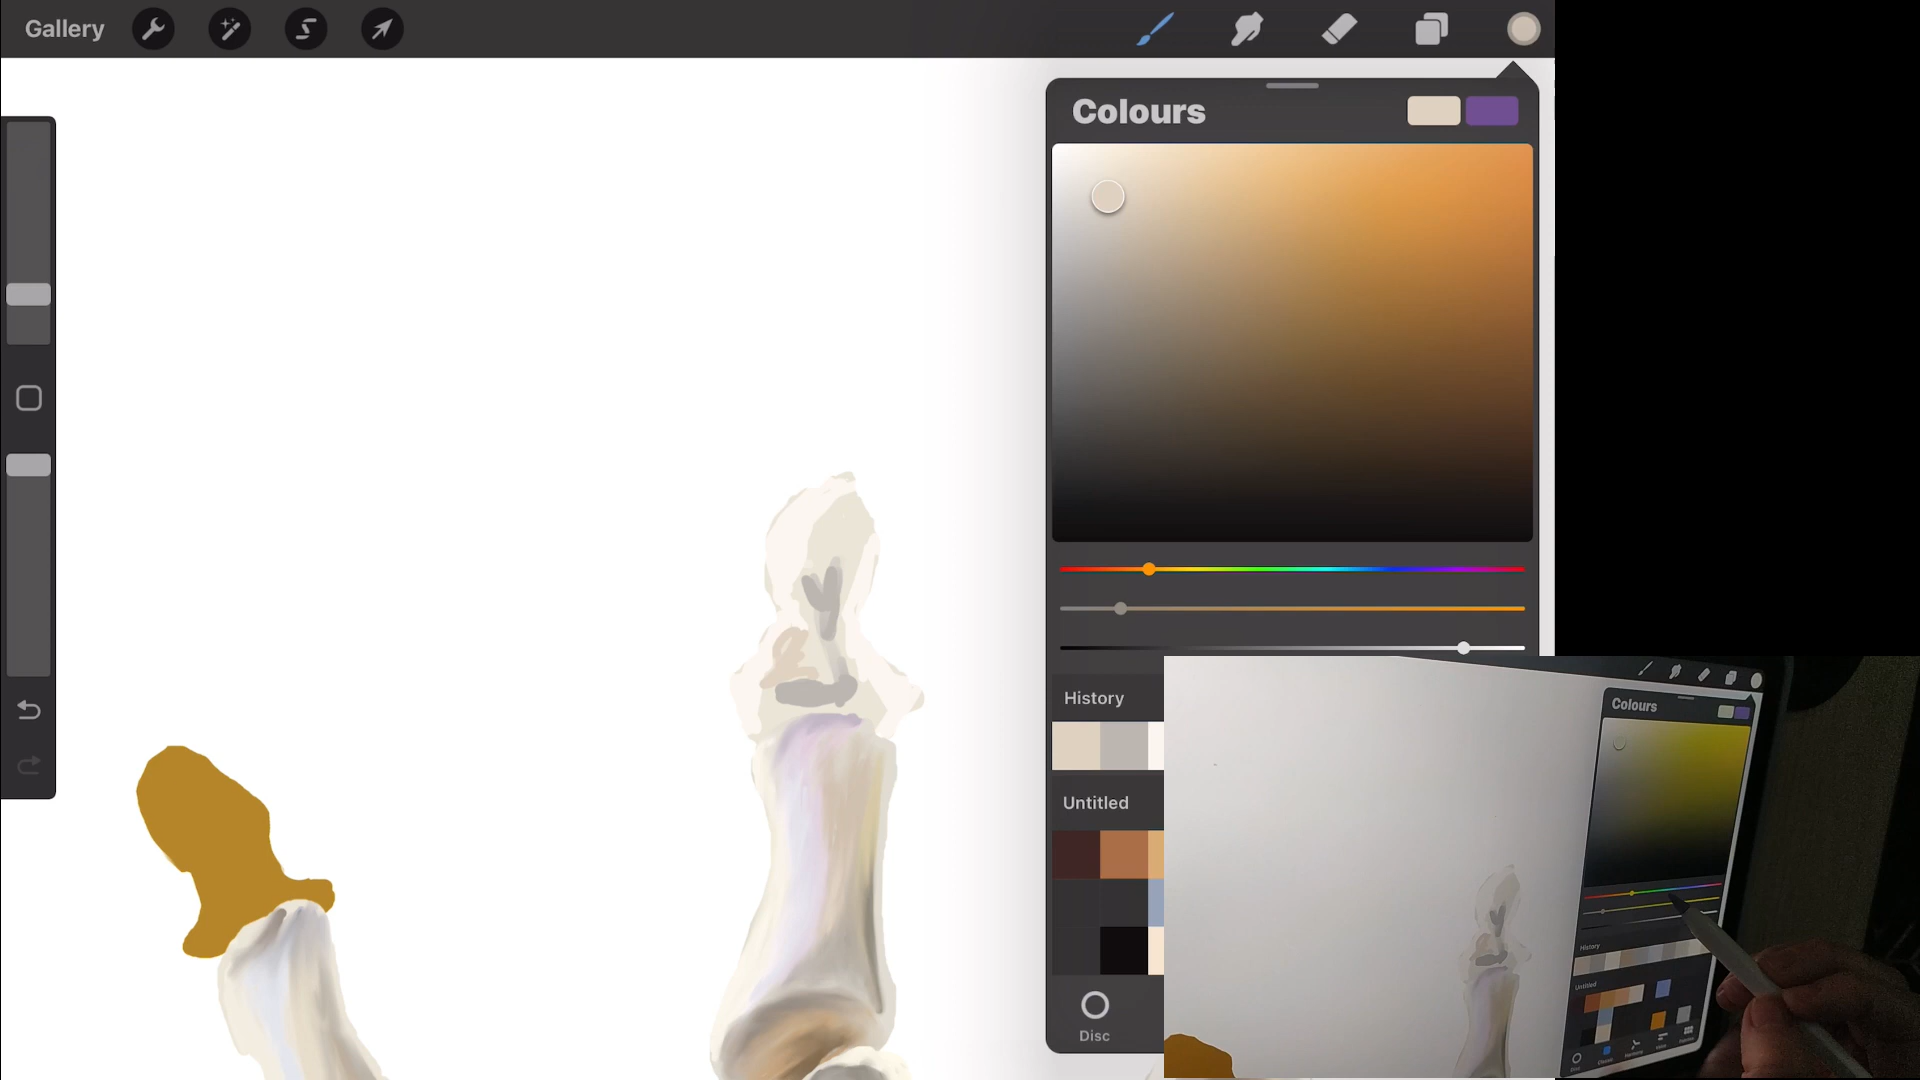 Gallery
Colours
History
Untitled
Disc
Colours
History
Untitled